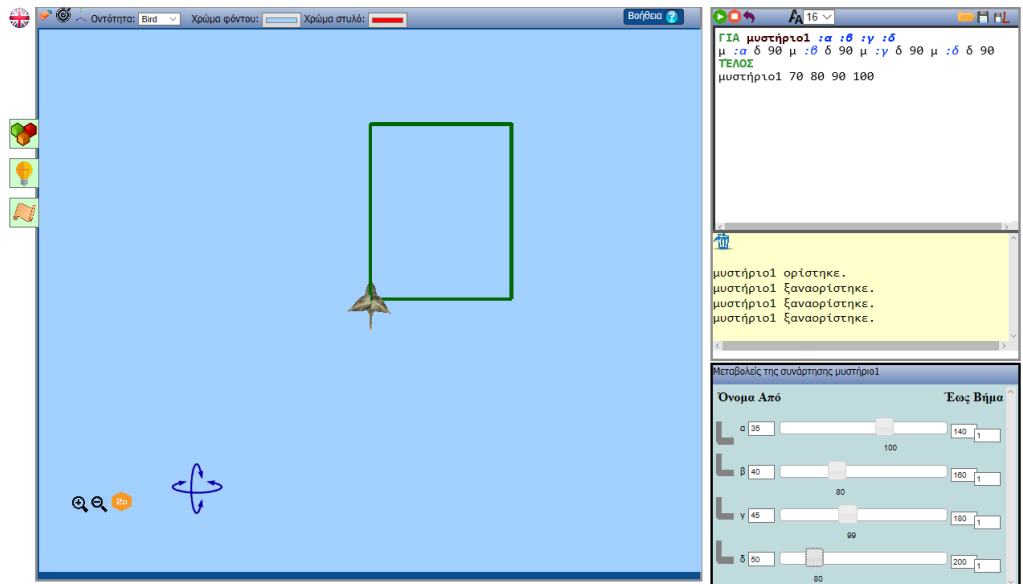 Οντότητα: Bird Χρώμα φόντου: Χρώμα στυλό: Βοήθεια ?
A A 16
ΓΙΑ μυστήριο1 :α :β :γ :δ
μ :α δ 90 μ :β δ 90 μ :γ δ 90 μ :δ δ 90
ΤΈΛΟΣ
μυστήριο1 70 80 90 100
μυστήριο1 ορίστηκε.
μυστήριο1 ξαναορίστηκε.
μυστήριο1 ξαναορίστηκε.
μυστήριο1 ξαναορίστηκε.
Μεταβολείς της συνάρτησης μυστήριο1
Όνομα Από Έως Βήμα
α 35 140 1
100
β 40 160 1
80
γ 45 180 1
99
δ 50 200 1
80
2D